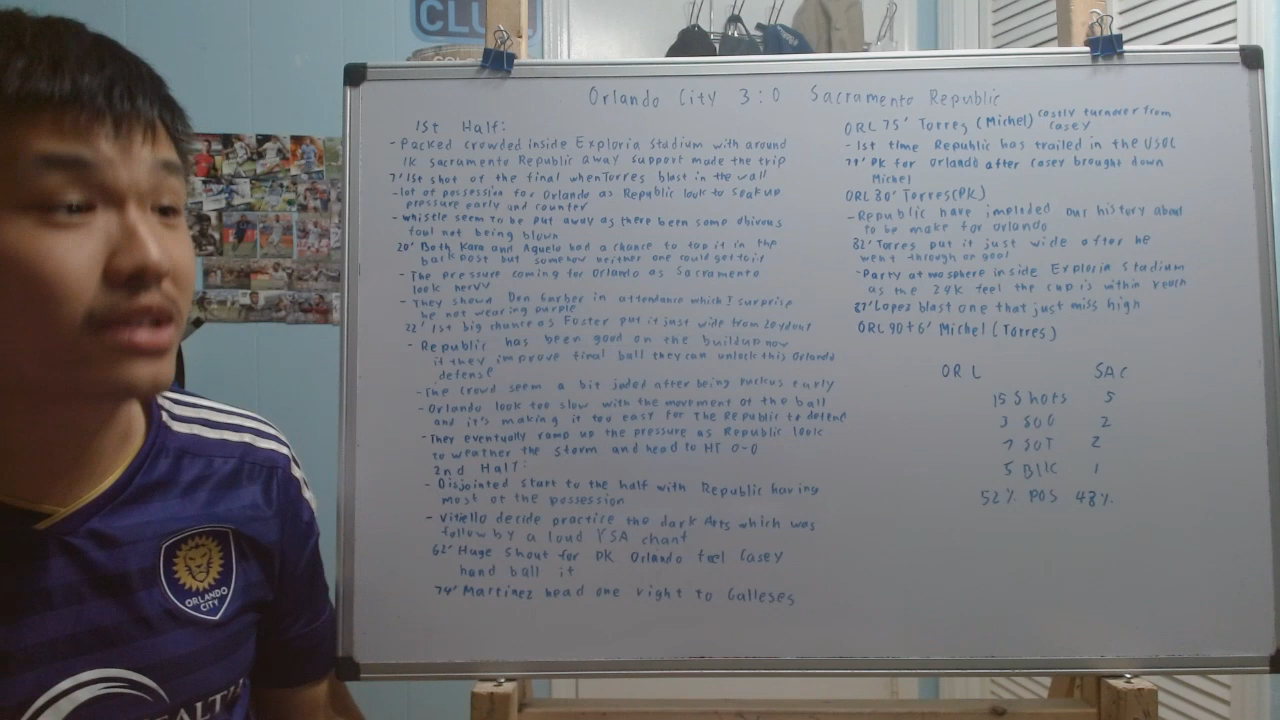 CLU
Orlando City 3:0 Sacramento Republic
1st Half:
- Packed crowded inside Exploria Stadium with around
1K Sacramento Republic away support made the trip
7' 1st shot of the final when Torres blast in the wall
- lot of possession for Orlando as Republic look to soak up
pressure early and counter
- whistle seem to be put away as there been some obivous
foul not being blown
20' Both Kara and Aguelo had a chance to tap it in the
back post but somehow neither one could get to it
- The pressure coming for Orlando as Sacramento
look nervy
- They shown Don Garber in attendance which I surprise
he not wearing purple
22' 1st big chance as Foster put it just wide from 20 yard out
- Republic has been good on the buildup now
if they improve final ball they can unlock this Orlando
defense
- The crowd seem a bit jaded after being ruckus early
- Orlando look too slow with the movement of the ball
and it's making it too easy for The Republic to defend
- They eventually ramp up the pressure as Republic look
to weather the storm and head to HT 0-0
2nd Half:
- Disjointed start to the half with Republic having
most of the possession
- Vitiello decide practice the dark Arts which was
follow by a loud YSA chant
62' Huge shout for PK Orlando feel Casey
hand ball it
74' Martinez head one right to Galleses
ORL 75' Torres (Michel) costly turnover from
Casey
- 1st time Republic has trailed in the USOC
79' PK for Orlando after Casey brought down
Michel
ORL 80' Torres (PK)
- Republic have imploded our history about
to be make for Orlando
82' Torres put it just wide after he
went through on goal
- Party atmosphere inside Exploria Stadium
as the 24K feel the cup is within reach
87' Lopez blast one that just miss high
ORL 90+6' Michel (Torres)
ORL SAC
15 Shots 5
3 SOG 2
7 SOT 2
5 Blk 1
52% POS 48%
ORLANDO
CITY
HEALTH